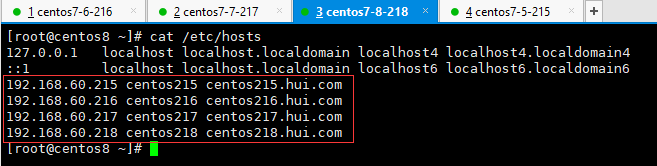 1 centos7-6-216
2 centos7-7-217
3 centos7-8-218
4 centos7-5-215
[root@centos8 ~]# cat /etc/hosts
127.0.0.1   localhost localhost.localdomain localhost4 localhost4.localdomain4
::1         localhost localhost.localdomain localhost6 localhost6.localdomain6
192.168.60.215 centos215 centos215.hui.com
192.168.60.216 centos216 centos216.hui.com
192.168.60.217 centos217 centos217.hui.com
192.168.60.218 centos218 centos218.hui.com
[root@centos8 ~]#